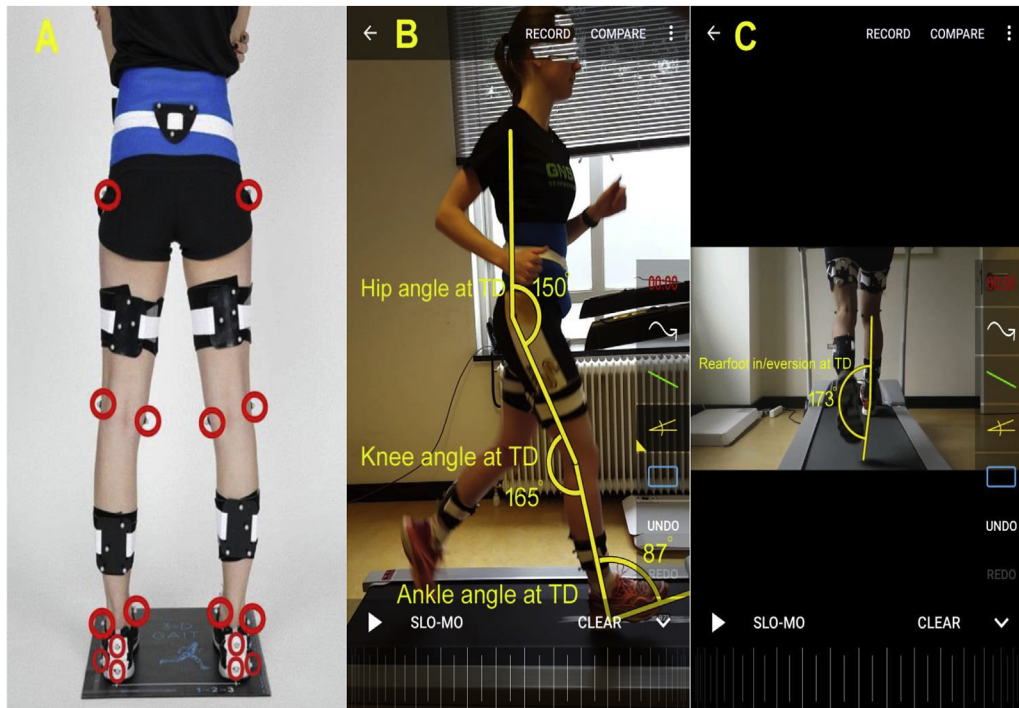 A
3-D
GAIT
1-2-3
B
RECORD
COMPARE
Hip angle at TD
150°
Knee angle at TD
165°
87°
Ankle angle at TD
UNDO
REDO
SLO-MO
CLEAR
C
RECORD
COMPARE
00:00
Rearfoot in/eversion at TD
173°
UNDO
REDO
SLO-MO
CLEAR